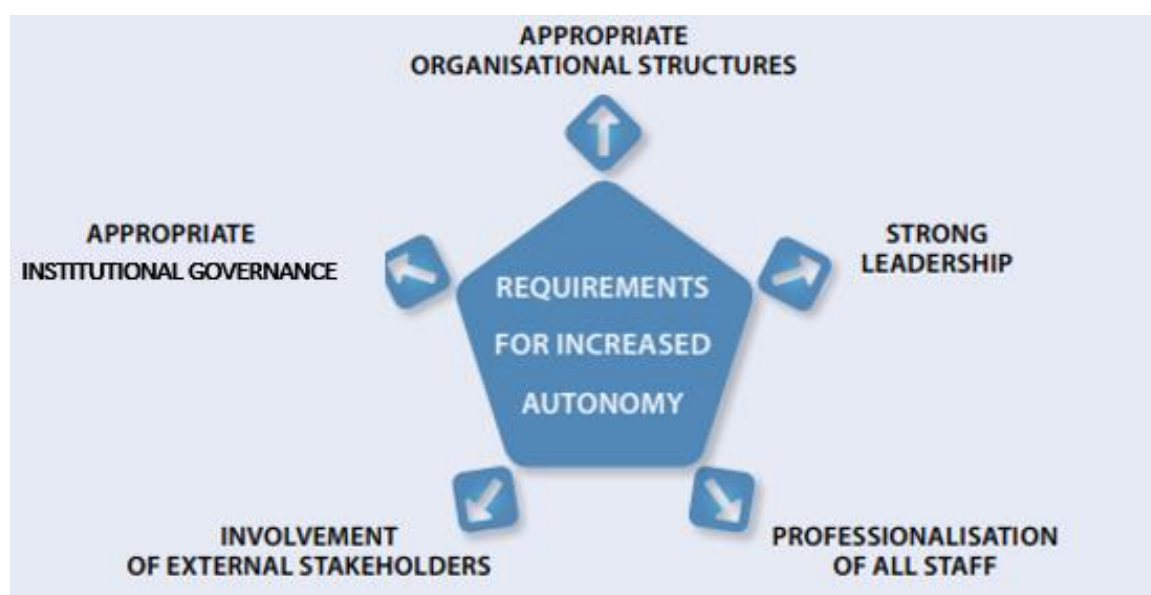 APPROPRIATE
ORGANISATIONAL STRUCTURES
APPROPRIATE
INSTITUTIONAL GOVERNANCE
STRONG
LEADERSHIP
REQUIREMENTS
FOR INCREASED
AUTONOMY
INVOLVEMENT
OF EXTERNAL STAKEHOLDERS
PROFESSIONALISATION
OF ALL STAFF